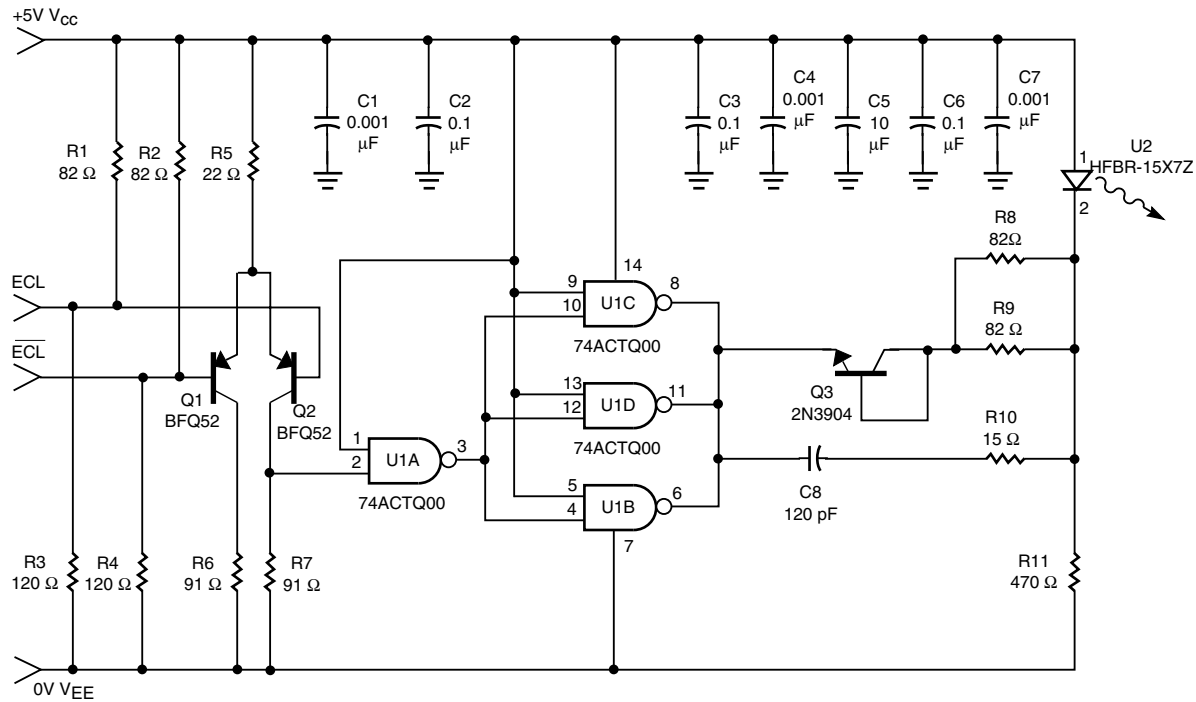 +5V VCC
C1
0.001
µF
C2
0.1
µF
C3
0.1
µF
C4
0.001
µF
C5
10
µF
C6
0.1
µF
C7
0.001
µF
R1
82 Ω
R2
82 Ω
R5
22 Ω
U2
HFBR-15X7Z
1
2
R8
82Ω
ECL
ECL
9
10
14
U1C
8
74ACTQ00
R9
82 Ω
Q1
BFQ52
Q2
BFQ52
13
12
U1D
11
74ACTQ00
Q3
2N3904
R10
15 Ω
1
2
U1A
3
74ACTQ00
5
4
U1B
6
7
C8
120 pF
R3
120 Ω
R4
120 Ω
R6
91 Ω
R7
91 Ω
R11
470 Ω
0V VEE